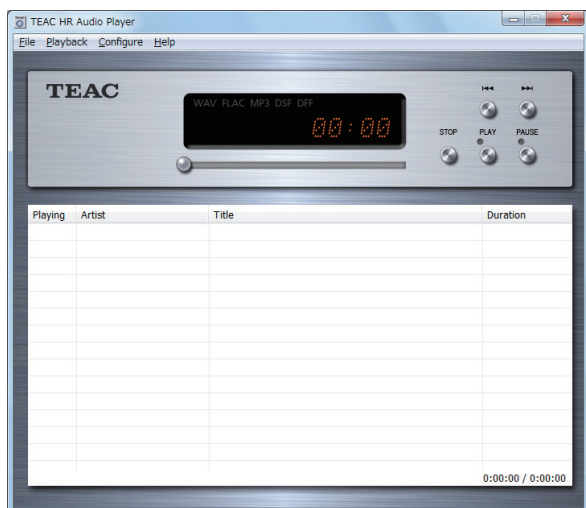 TEAC HR Audio Player
File Playback Configure Help
TEAC
WAV FLAC MP3 DSF DFF
00:00
STOP PLAY PAUSE
Playing Artist Title Duration
0:00:00 / 0:00:00